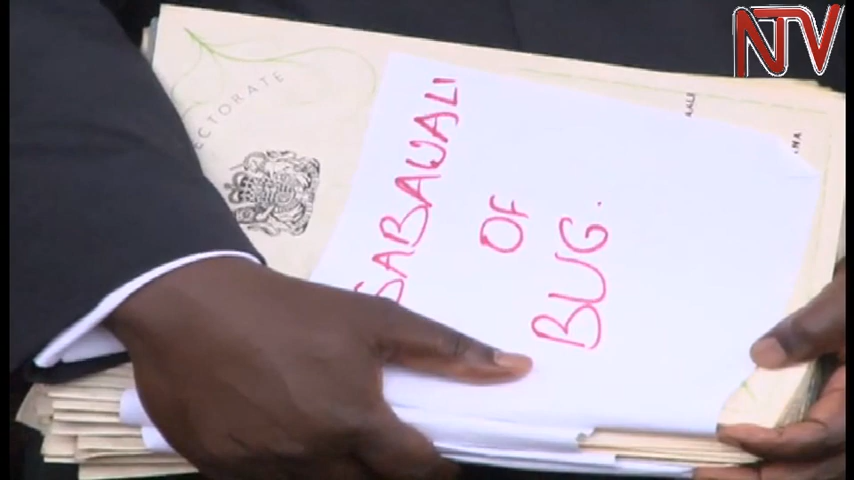 NTV
ECTORATE
SABAWALI
OF
BUG.